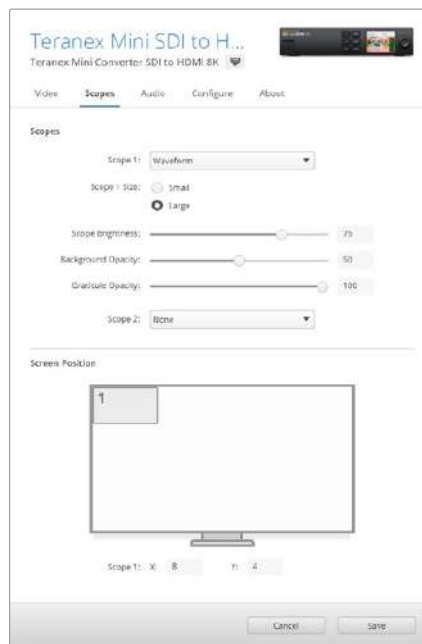 Teranex Mini SDI to H...
Teranex Mini Converter SDI to HDMI 8K
Video Scopes Audio Configure About
Scopes
Scope 1: Waveform
Scope 1 Size: Small
Large
Scope Brightness: 75
Background Opacity: 50
Graticule Opacity: 100
Scope 2: None
Screen Position
1
Scope 1: X: 8 Y: 4
Cancel Save